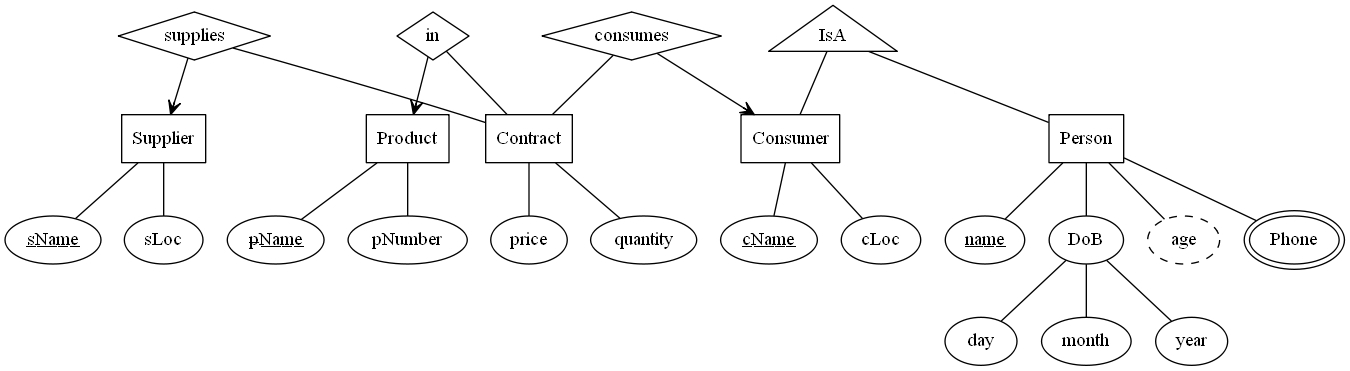 supplies in consumes IsA
Supplier Product Contract Consumer Person
sName sLoc pName pNumber price quantity cName cLoc name DoB age Phone
day month year